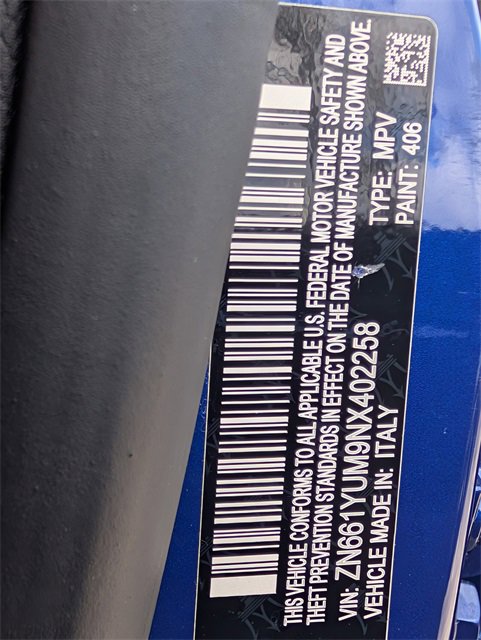 THIS VEHICLE CONFORMS TO ALL APPLICABLE U.S. FEDERAL MOTOR VEHICLE SAFETY AND
THEFT PREVENTION STANDARDS IN EFFECT ON THE DATE OF MANUFACTURE SHOWN ABOVE.
VIN: ZN661YUM9NX402258 TYPE: MPV
VEHICLE MADE IN: ITALY PAINT: 406